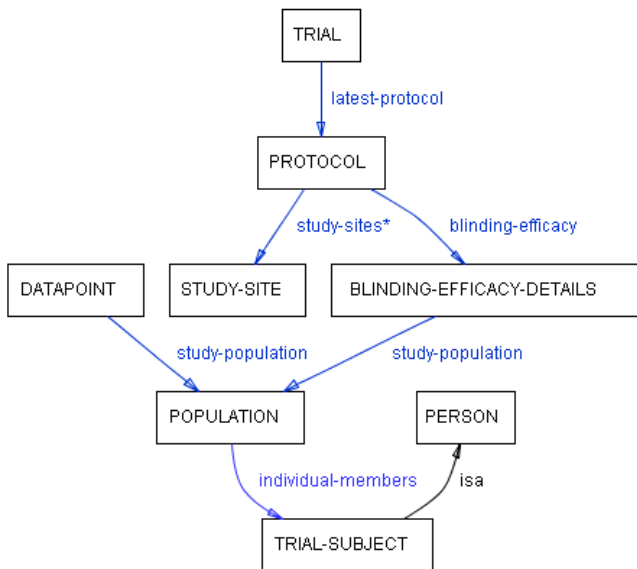 TRIAL
latest-protocol
PROTOCOL
study-sites*
blinding-efficacy
DATAPOINT
STUDY-SITE
BLINDING-EFFICACY-DETAILS
study-population
study-population
POPULATION
PERSON
individual-members
isa
TRIAL-SUBJECT